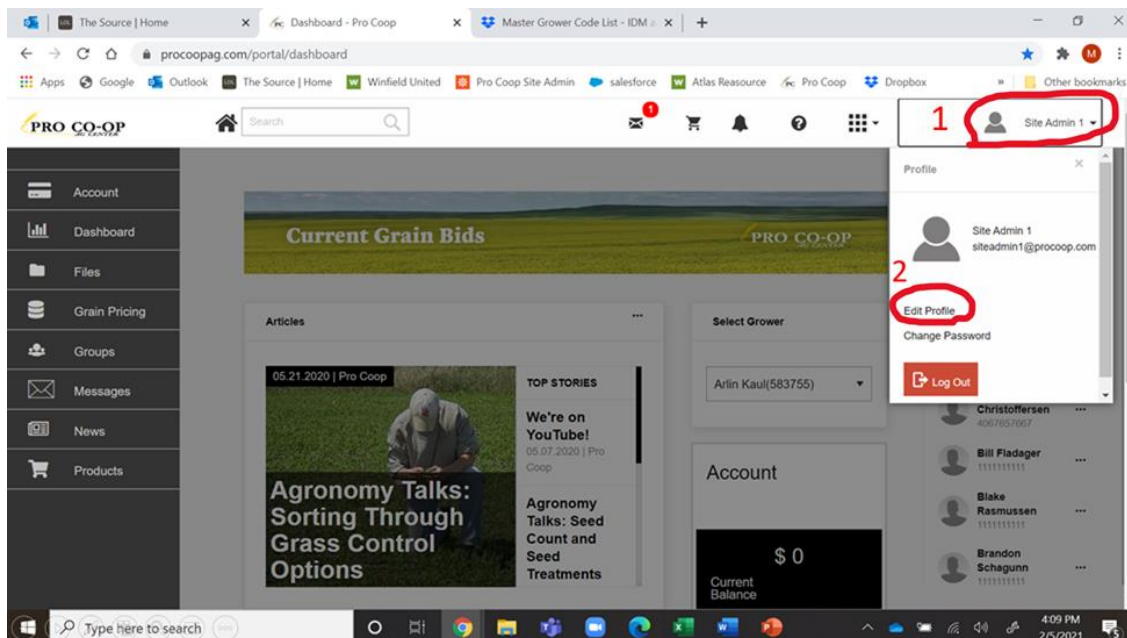 The Source | Home
Dashboard - Pro Coop
Master Grower Code List - IDM
procoopag.com/portal/dashboard
M
Apps
Google
Outlook
The Source | Home
Winfield United
Pro Coop Site Admin
salesforce
Atlas Reasource
Pro Coop
Dropbox
»
Other bookmarks
PRO CO-OP
AG CENTER
Search
1
1
Site Admin 1
Profile
Account
Dashboard
Files
Grain Pricing
Groups
Messages
News
Products
Current Grain Bids
PRO CO-OP
Site Admin 1
siteadmin1@procoop.com
2
Edit Profile
Change Password
Log Out
Articles
05.21.2020 | Pro Coop
Agronomy Talks:
Sorting Through
Grass Control
Options
TOP STORIES
We're on
YouTube!
05.07.2020 | Pro
Coop
Agronomy
Talks: Seed
Count and
Seed
Treatments
Select Grower
Arlin Kaul(583755)
Account
$ 0
Current
Balance
Christoffersen
4067657667
Bill Fladager
1111111111
Blake
Rasmussen
1111111111
Brandon
Schagunn
1111111111
Type here to search
4:09 PM
2/5/2021